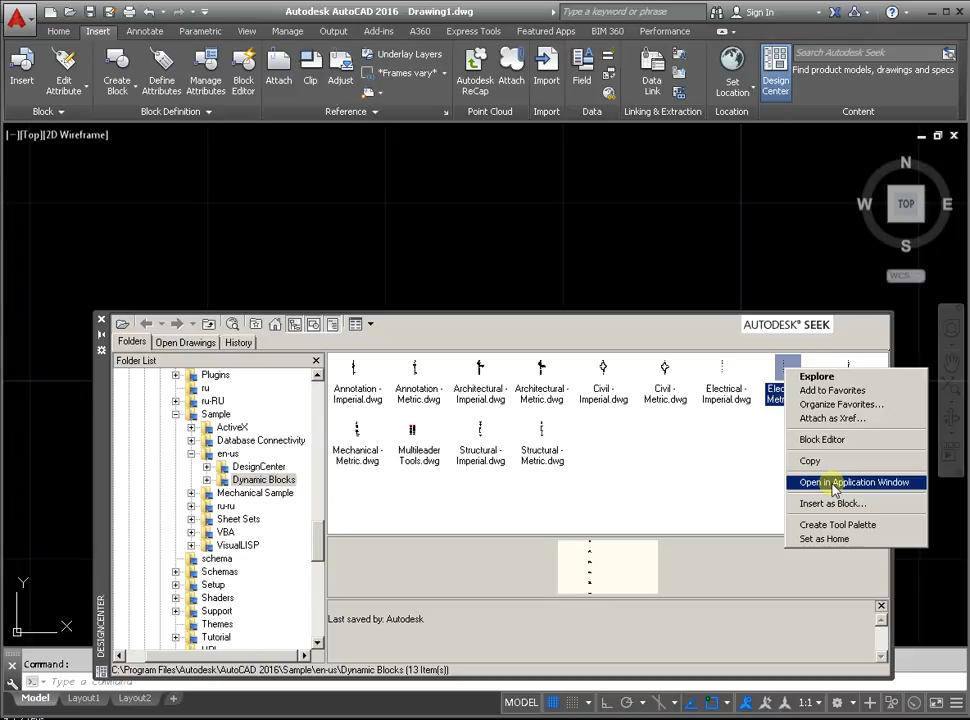 Autodesk AutoCAD 2016 Drawing1.dwg
Type a keyword or phrase
Sign In
Home Insert Annotate Parametric View Manage Output Add-ins A360 Express Tools Featured Apps BIM 360 Performance
Insert
Edit Attribute
Create Block
Define Attributes
Manage Attributes
Block Editor
Attach
Clip
Adjust
Underlay Layers
*Frames vary*
Autodesk ReCap
Attach
Import
Field
Data Link
Set Location
Design Center
Search Autodesk Seek
Find product models, drawings and specs
Block Block Definition Reference Point Cloud Import Data Linking & Extraction Location Content
[−][Top][2D Wireframe]
N
W TOP E
S
WCS
AUTODESK® SEEK
Folders Open Drawings History
Folder List
Plugins
ru
ru-RU
Sample
ActiveX
Database Connectivity
en-us
DesignCenter
Dynamic Blocks
Mechanical Sample
ru-ru
Sheet Sets
VBA
VisualLISP
schema
Schemas
Setup
Shaders
Support
Themes
Tutorial
Annotation - Imperial.dwg
Annotation - Metric.dwg
Architectural - Imperial.dwg
Architectural - Metric.dwg
Civil - Imperial.dwg
Civil - Metric.dwg
Electrical - Imperial.dwg
Elec
Metr
Mechanical - Metric.dwg
Multileader Tools.dwg
Structural - Imperial.dwg
Structural - Metric.dwg
Explore
Add to Favorites
Organize Favorites...
Attach as Xref...
Block Editor
Copy
Open in Application Window
Insert as Block...
Create Tool Palette
Set as Home
Last saved by: Autodesk
DESIGNCENTER
C:\Program Files\Autodesk\AutoCAD 2016\Sample\en-us\Dynamic Blocks (13 Item(s))
Y
X
Command:
Type a command
Model Layout1 Layout2 +
MODEL
1:1